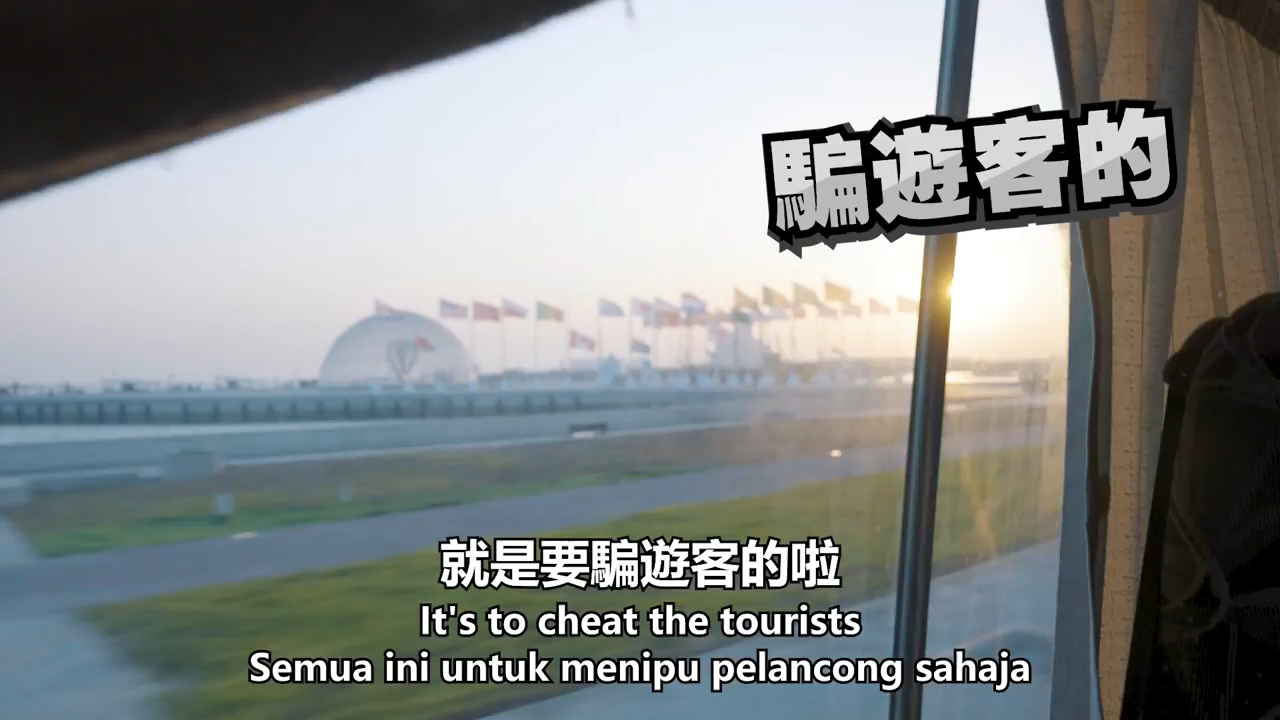 騙遊客的
就是要騙遊客的啦
It's to cheat the tourists
Semua ini untuk menipu pelancong sahaja